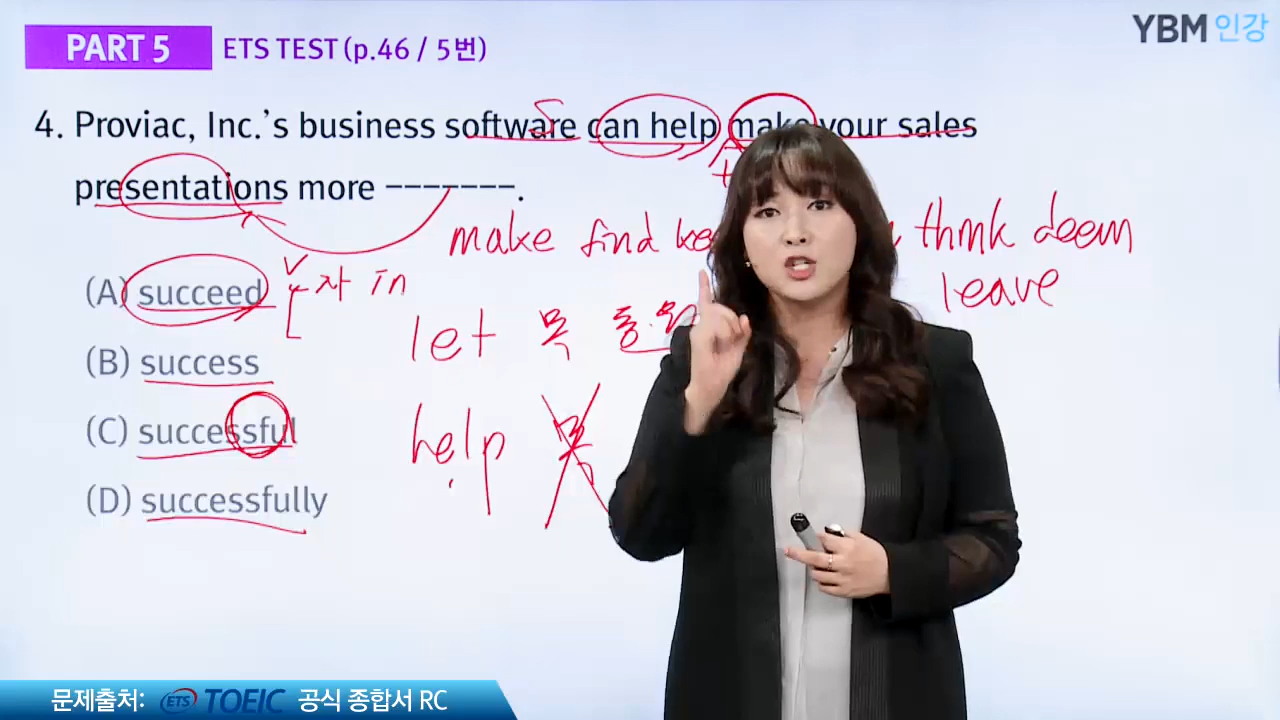 PART 5 ETS TEST (p.46 / 5번)
YBM 인강
4. Proviac, Inc.'s business software can help make your sales
presentations more -------.
make find think deem
leave
(A) succeed
자 in
let 목
(B) success
(C) successful
help 목
(D) successfully
문제출처: ETS TOEIC 공식 종합서 RC